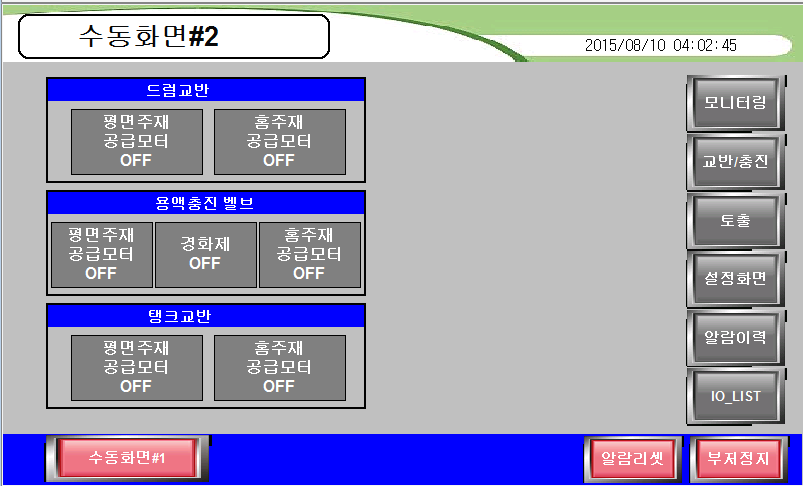 수동화면#2
2015/08/10 04:02:45
드럼교반
평면주재
공급모터
OFF
홈주재
공급모터
OFF
용액충진 벨브
평면주재
공급모터
OFF
경화제
OFF
홈주재
공급모터
OFF
탱크교반
평면주재
공급모터
OFF
홈주재
공급모터
OFF
모니터링
교반/충진
토출
설정화면
알람이력
IO_LIST
수동화면#1
알람리셋
부저정지